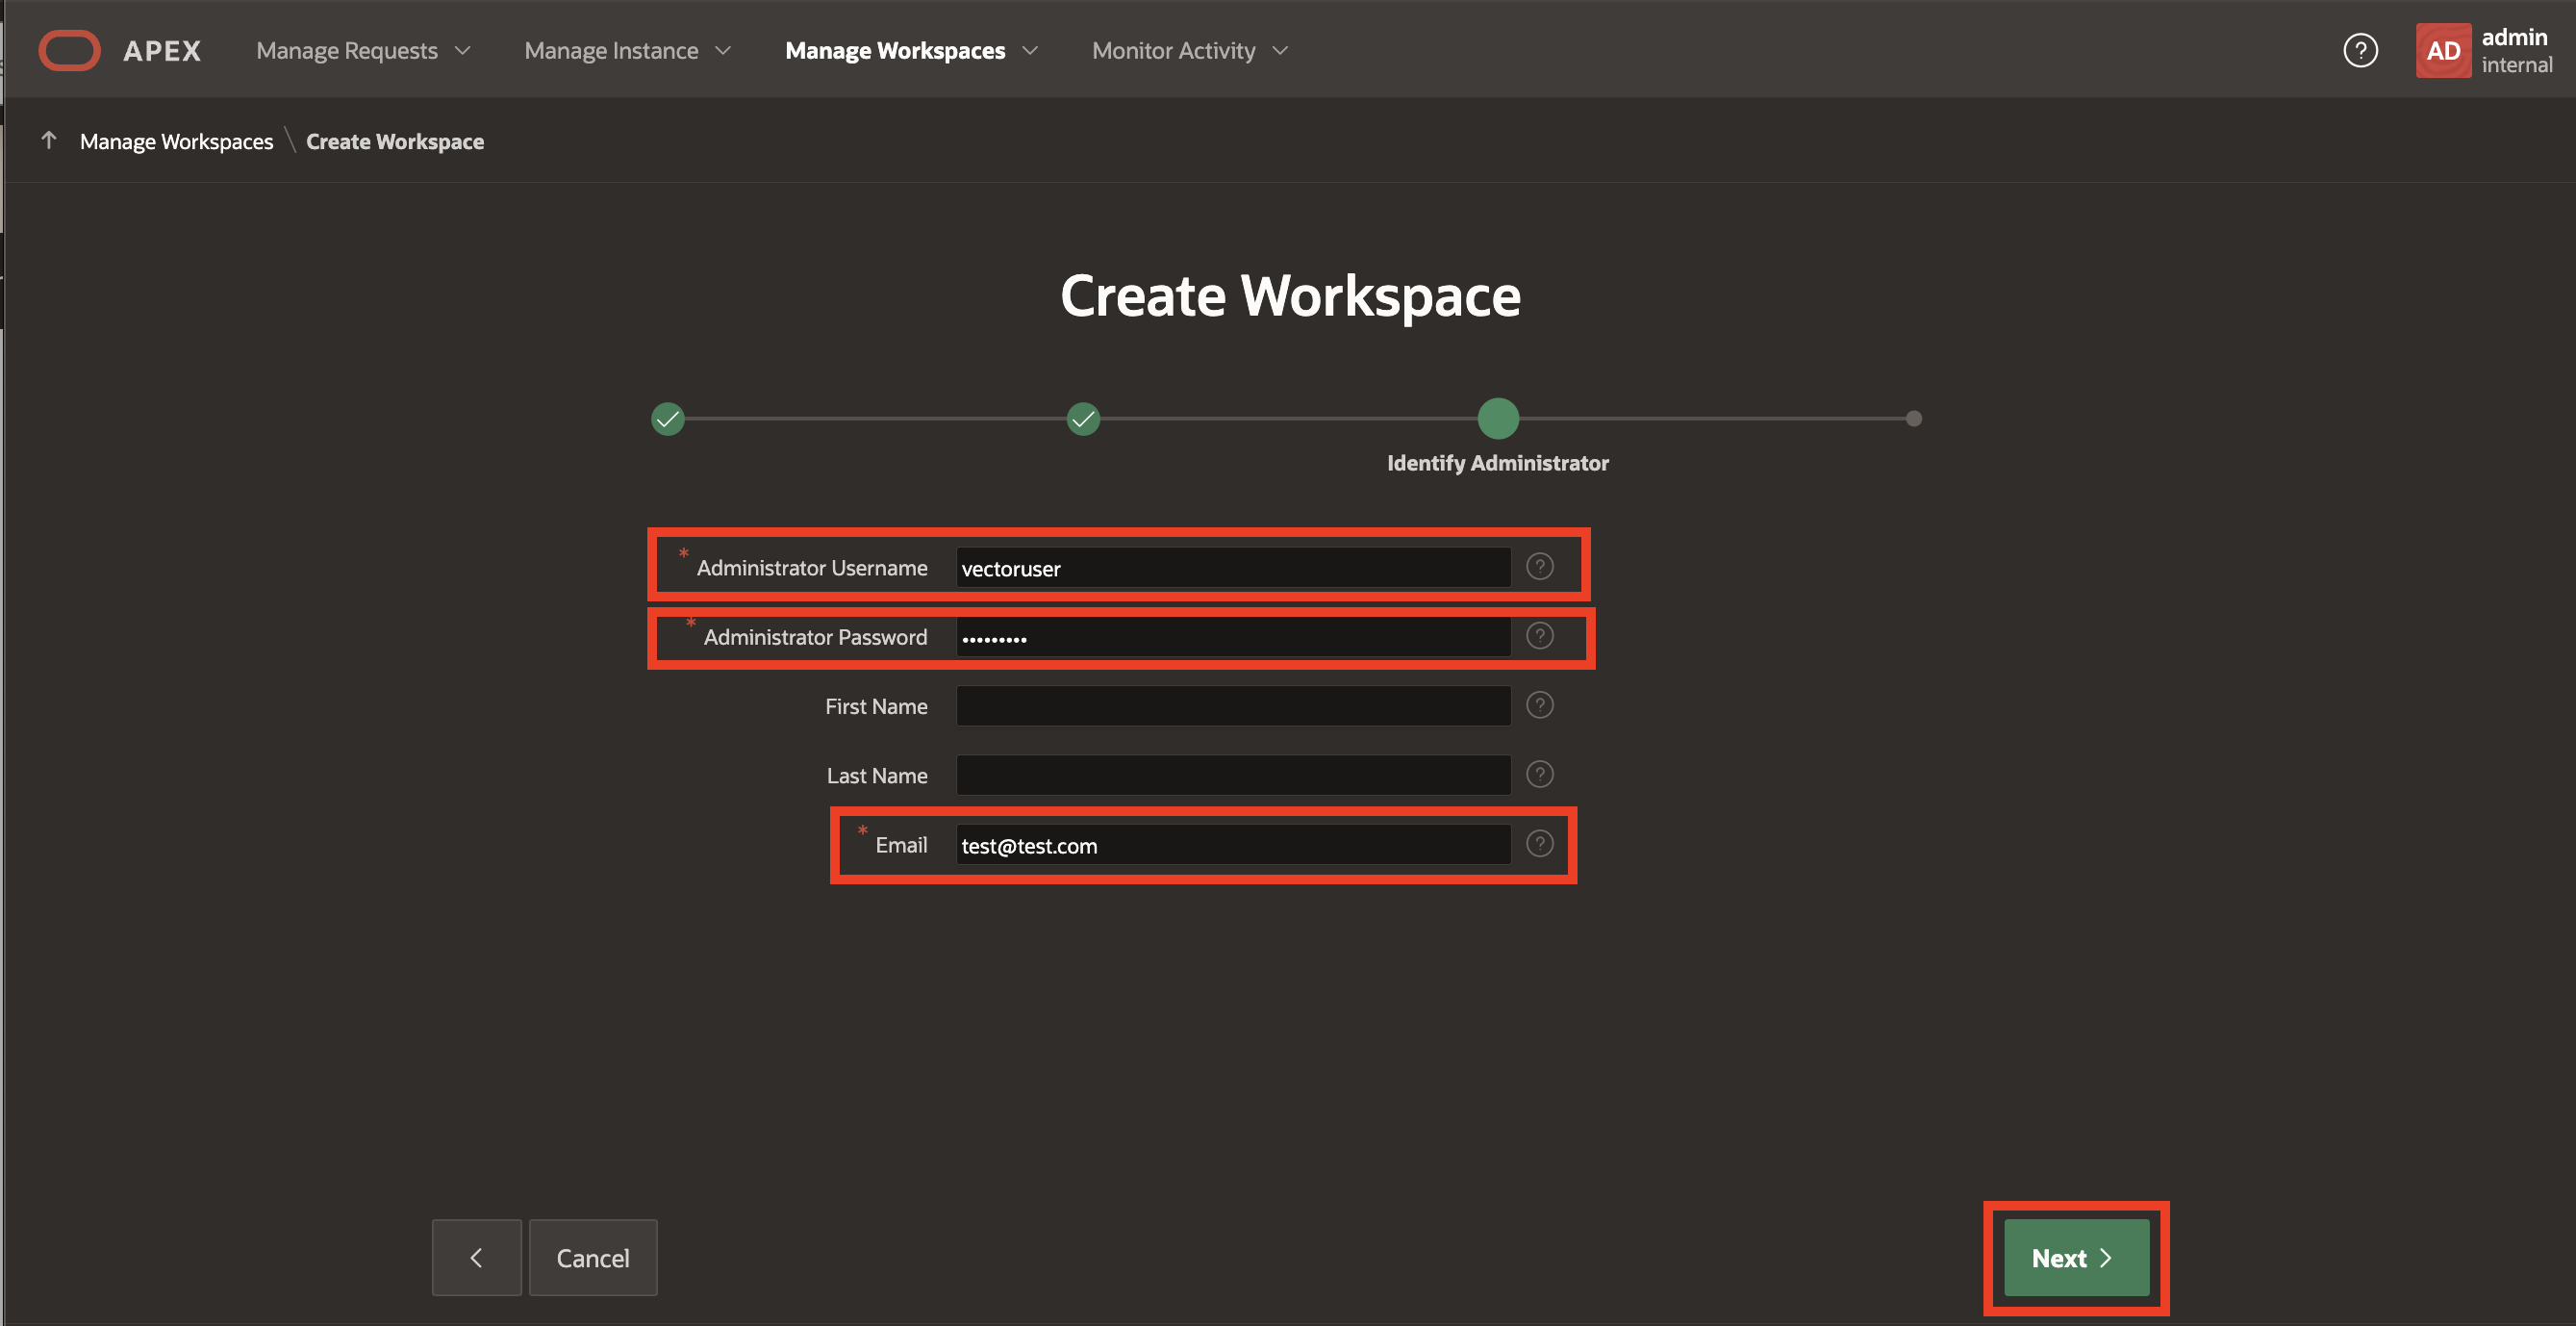 APEX Manage Requests Manage Instance Manage Workspaces Monitor Activity ? AD admin
internal
Manage Workspaces \ Create Workspace
Create Workspace
Identify Administrator
* Administrator Username vectoruser ?
* Administrator Password ••••••••• ?
First Name ?
Last Name ?
* Email test@test.com ?
Cancel Next